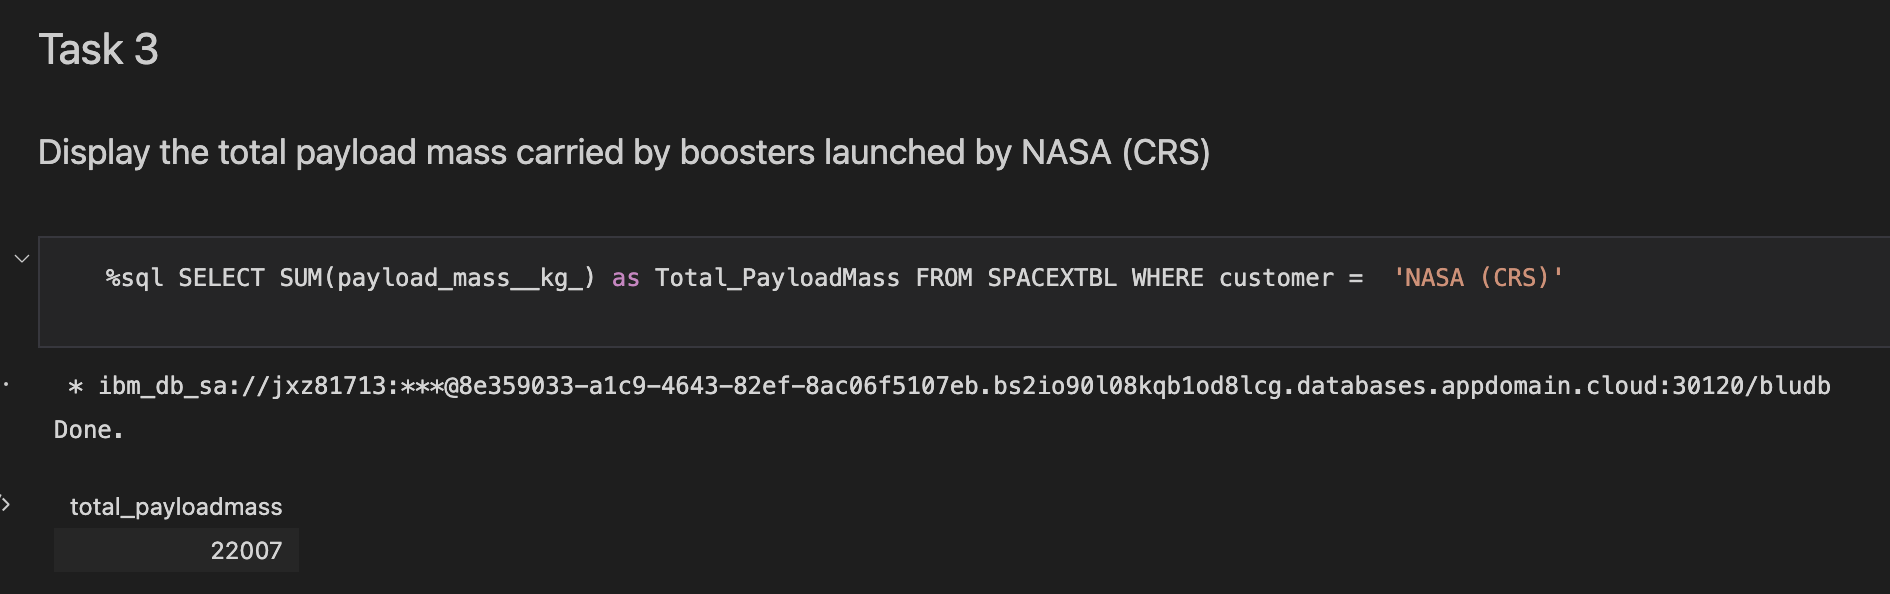 Task 3
Display the total payload mass carried by boosters launched by NASA (CRS)
%sql SELECT SUM(payload_mass__kg_) as Total_PayloadMass FROM SPACEXTBL WHERE customer =  'NASA (CRS)'
* ibm_db_sa://jxz81713:***@8e359033-a1c9-4643-82ef-8ac06f5107eb.bs2io90l08kqb1od8lcg.databases.appdomain.cloud:30120/bludb
Done.
total_payloadmass
22007